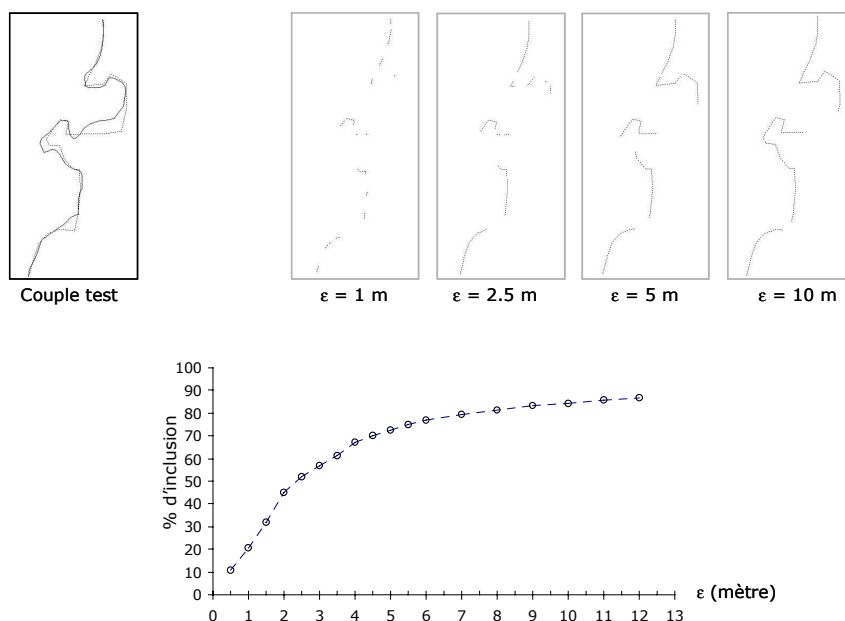 Couple test
ε = 1 m
ε = 2.5 m
ε = 5 m
ε = 10 m
% d'inclusion
100
90
80
70
60
50
40
30
20
10
0
0 1 2 3 4 5 6 7 8 9 10 11 12 13
ε (mètre)